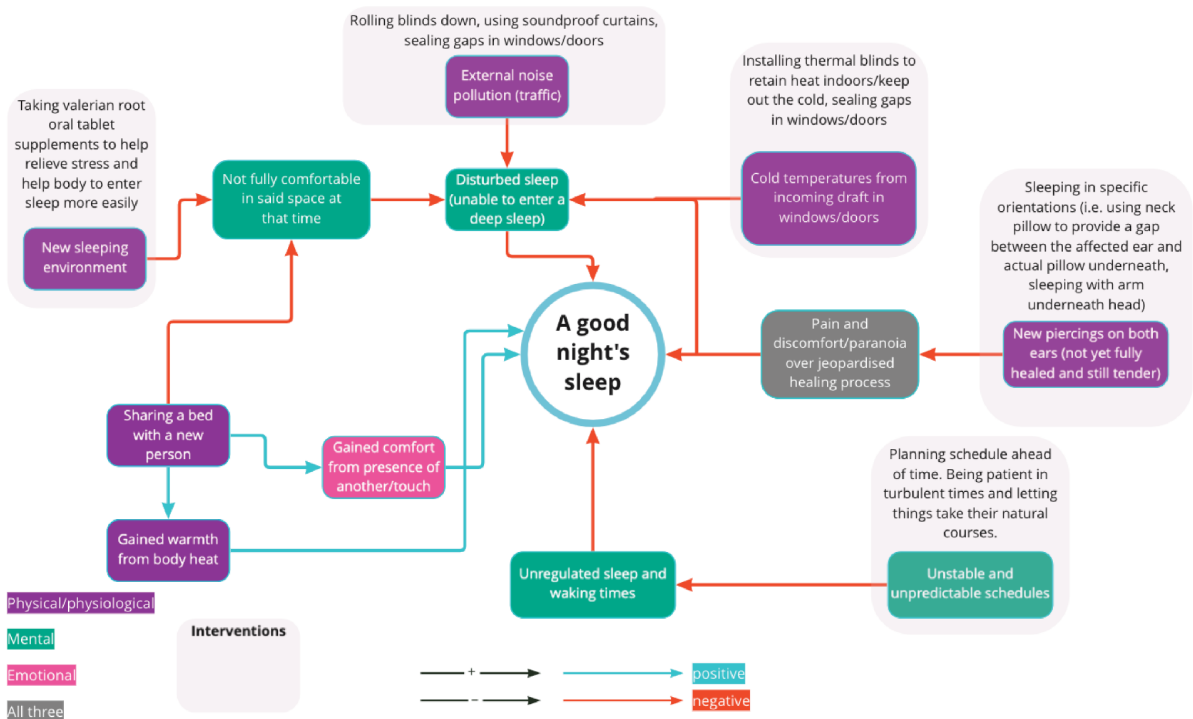 Rolling blinds down, using soundproof curtains,
sealing gaps in windows/doors
External noise
pollution (traffic)
Installing thermal blinds to
retain heat indoors/keep
out the cold, sealing gaps
in windows/doors
Cold temperatures from
incoming draft in
windows/doors
Taking valerian root
oral tablet
supplements to help
relieve stress and
help body to enter
sleep more easily
New sleeping
environment
Not fully comfortable
in said space at
that time
Disturbed sleep
(unable to enter a
deep sleep)
Sleeping in specific
orientations (i.e. using neck
pillow to provide a gap
between the affected ear and
actual pillow underneath,
sleeping with arm
underneath head)
New piercings on both
ears (not yet fully
healed and still tender)
A good
night's
sleep
Pain and
discomfort/paranoia
over jeopardised
healing process
Sharing a bed
with a new
person
Gained comfort
from presence of
another/touch
Gained warmth
from body heat
Planning schedule ahead
of time. Being patient in
turbulent times and letting
things take their natural
courses.
Unstable and
unpredictable schedules
Unregulated sleep and
waking times
Physical/physiological
Mental
Emotional
All three
Interventions
+
positive
−
negative